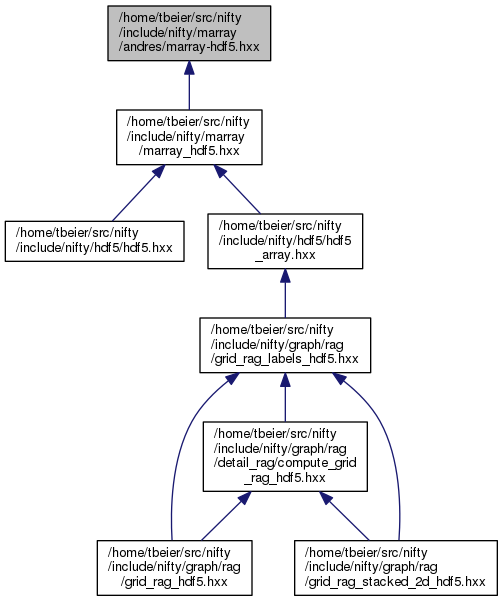 /home/tbeier/src/nifty
/include/nifty/marray
/andres/marray-hdf5.hxx
/home/tbeier/src/nifty
/include/nifty/marray
/marray_hdf5.hxx
/home/tbeier/src/nifty
/include/nifty/hdf5/hdf5.hxx
/home/tbeier/src/nifty
/include/nifty/hdf5/hdf5
_array.hxx
/home/tbeier/src/nifty
/include/nifty/graph/rag
/grid_rag_labels_hdf5.hxx
/home/tbeier/src/nifty
/include/nifty/graph/rag
/detail_rag/compute_grid
_rag_hdf5.hxx
/home/tbeier/src/nifty
/include/nifty/graph/rag
/grid_rag_hdf5.hxx
/home/tbeier/src/nifty
/include/nifty/graph/rag
/grid_rag_stacked_2d_hdf5.hxx